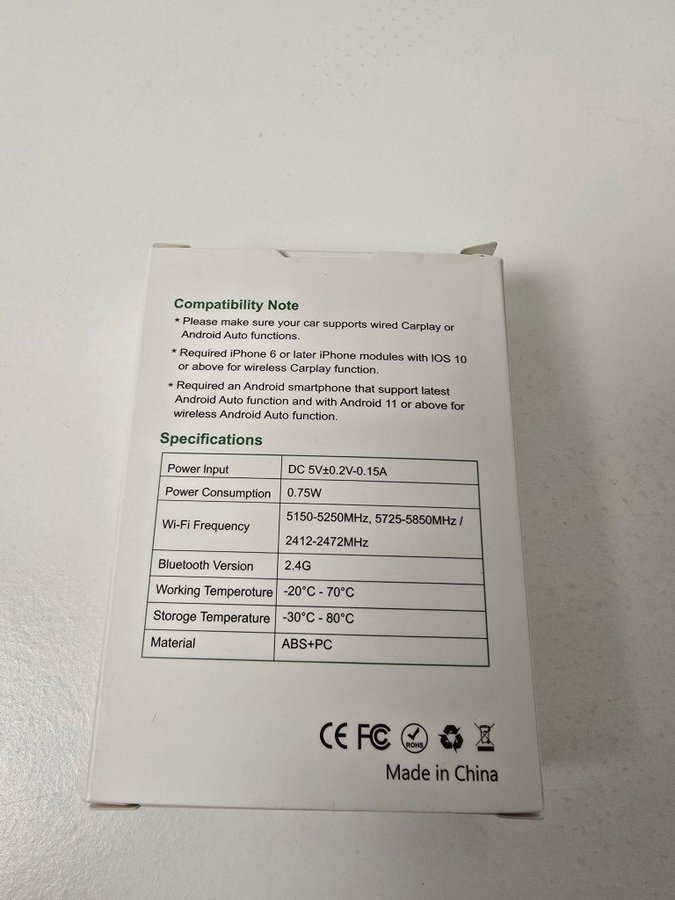 Compatibility Note
* Please make sure your car supports wired Carplay or
Android Auto functions.
* Required iPhone 6 or later iPhone modules with IOS 10
or above for wireless Carplay function.
* Required an Android smartphone that support latest
Android Auto function and with Android 11 or above for
wireless Android Auto function.
Specifications
Power Input DC 5V±0.2V-0.15A
Power Consumption 0.75W
Wi-Fi Frequency 5150-5250MHz, 5725-5850MHz /
2412-2472MHz
Bluetooth Version 2.4G
Working Temperoture -20°C - 70°C
Storoge Temperature -30°C - 80°C
Material ABS+PC
CE FC ROHS
Made in China